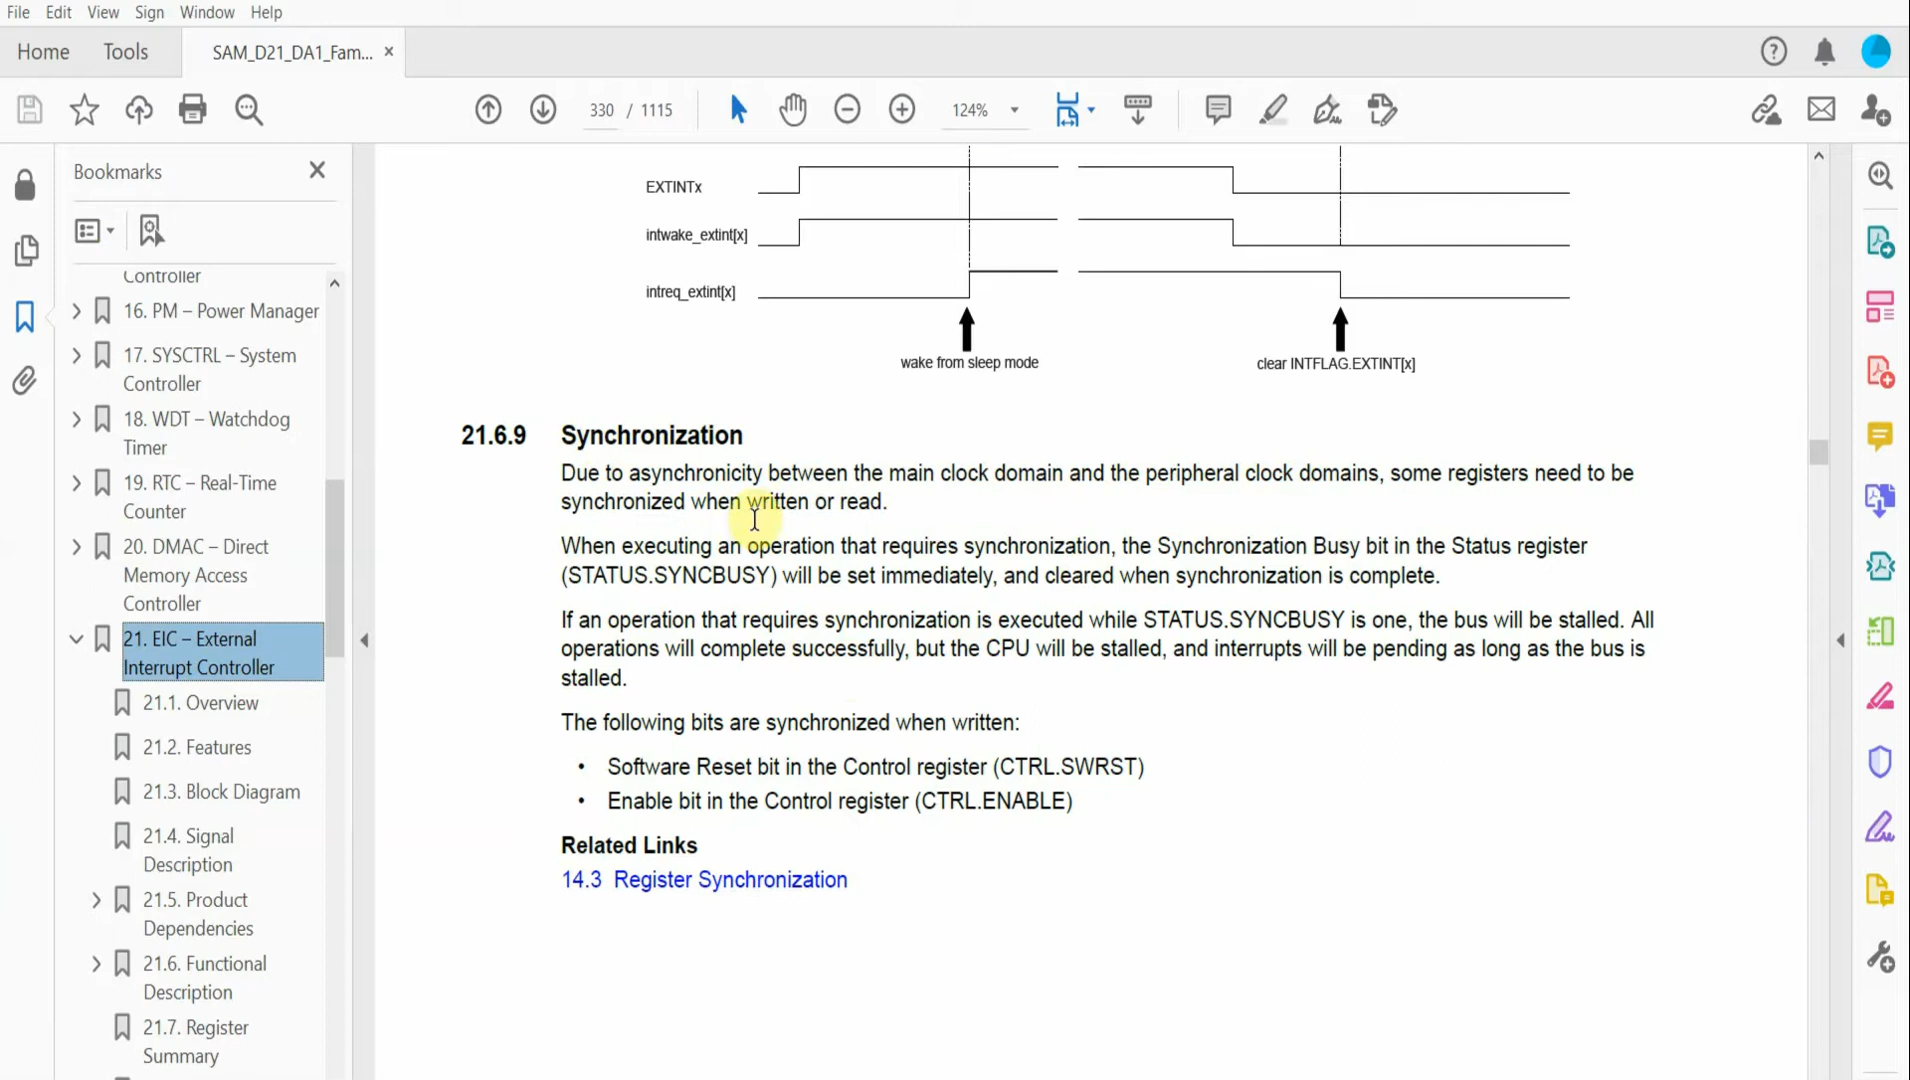 File Edit View Sign Window Help
Home Tools SAM_D21_DA1_Fam... ×
330 / 1115 124%
Bookmarks
Controller
16. PM – Power Manager
17. SYSCTRL – System
Controller
18. WDT – Watchdog
Timer
19. RTC – Real-Time
Counter
20. DMAC – Direct
Memory Access
Controller
21. EIC – External
Interrupt Controller
21.1. Overview
21.2. Features
21.3. Block Diagram
21.4. Signal
Description
21.5. Product
Dependencies
21.6. Functional
Description
21.7. Register
Summary
EXTINTx
intwake_extint[x]
intreq_extint[x]
wake from sleep mode clear INTFLAG.EXTINT[x]
21.6.9 Synchronization
Due to asynchronicity between the main clock domain and the peripheral clock domains, some registers need to be
synchronized when written or read.
When executing an operation that requires synchronization, the Synchronization Busy bit in the Status register
(STATUS.SYNCBUSY) will be set immediately, and cleared when synchronization is complete.
If an operation that requires synchronization is executed while STATUS.SYNCBUSY is one, the bus will be stalled. All
operations will complete successfully, but the CPU will be stalled, and interrupts will be pending as long as the bus is
stalled.
The following bits are synchronized when written:
• Software Reset bit in the Control register (CTRL.SWRST)
• Enable bit in the Control register (CTRL.ENABLE)
Related Links
14.3 Register Synchronization